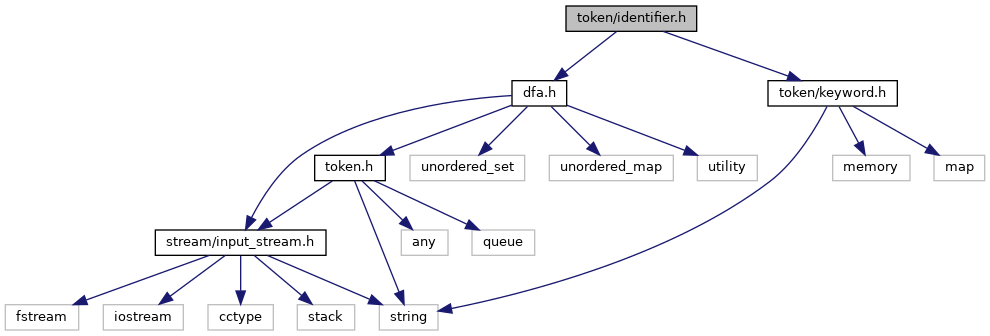 token/identifier.h
dfa.h
token/keyword.h
token.h
unordered_set
unordered_map
utility
memory
map
stream/input_stream.h
any
queue
fstream
iostream
cctype
stack
string